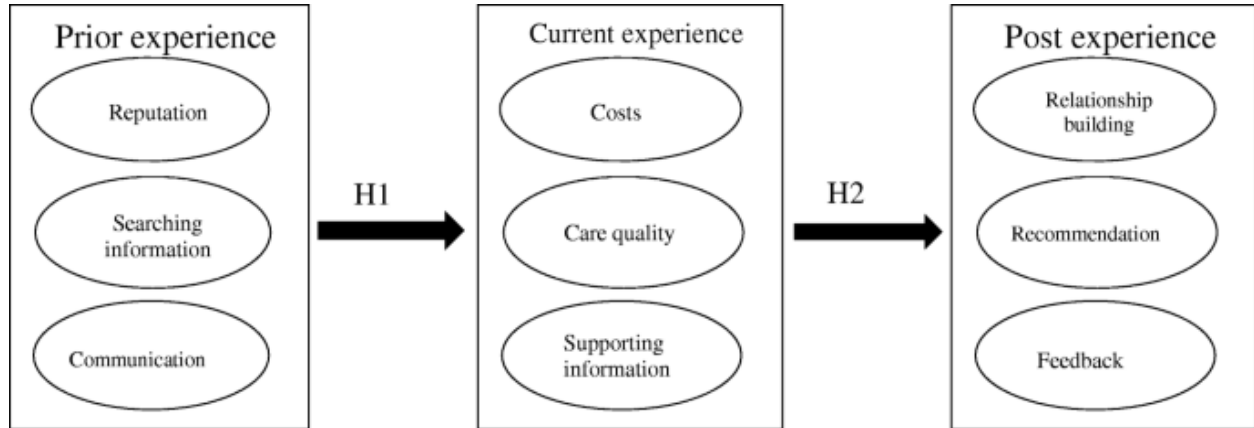 Prior experience
Reputation
Searching
information
Communication
H1
Current experience
Costs
Care quality
Supporting
information
H2
Post experience
Relationship
building
Recommendation
Feedback